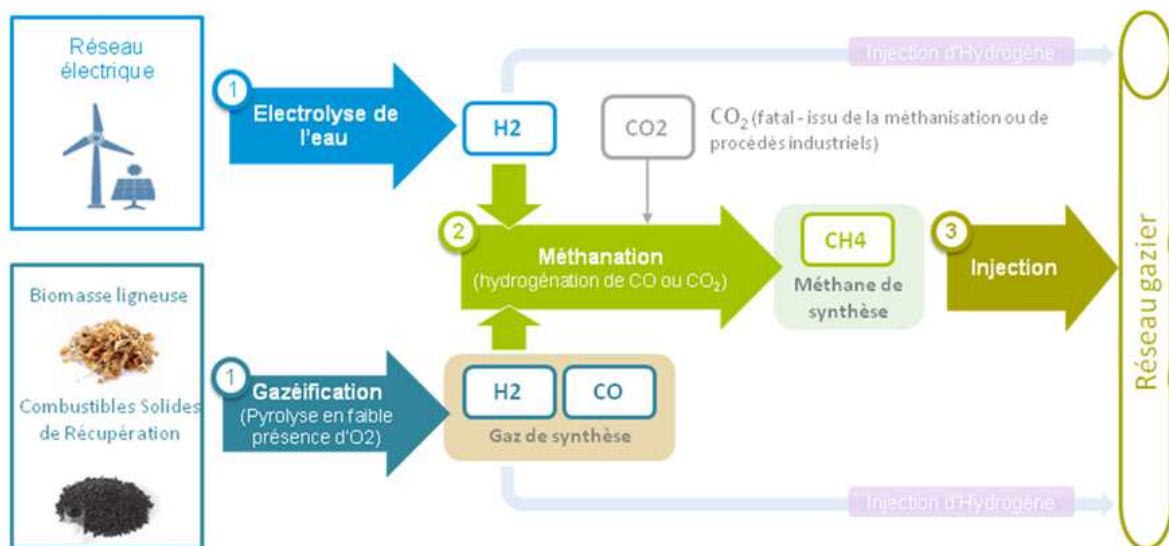 Réseau
électrique
1
Electrolyse de
l'eau
H2
Injection d'Hydrogène
CO2
CO₂ (fatal - issu de la méthanisation ou de
procédés industriels)
2
Méthanation
(hydrogénation de CO ou CO₂)
CH4
Méthane de
synthèse
3
Injection
Réseau gazier
Biomasse ligneuse
Combustibles Solides
de Récupération
1
Gazéification
(Pyrolyse en faible
présence d'O2)
H2
CO
Gaz de synthèse
Injection d'Hydrogène